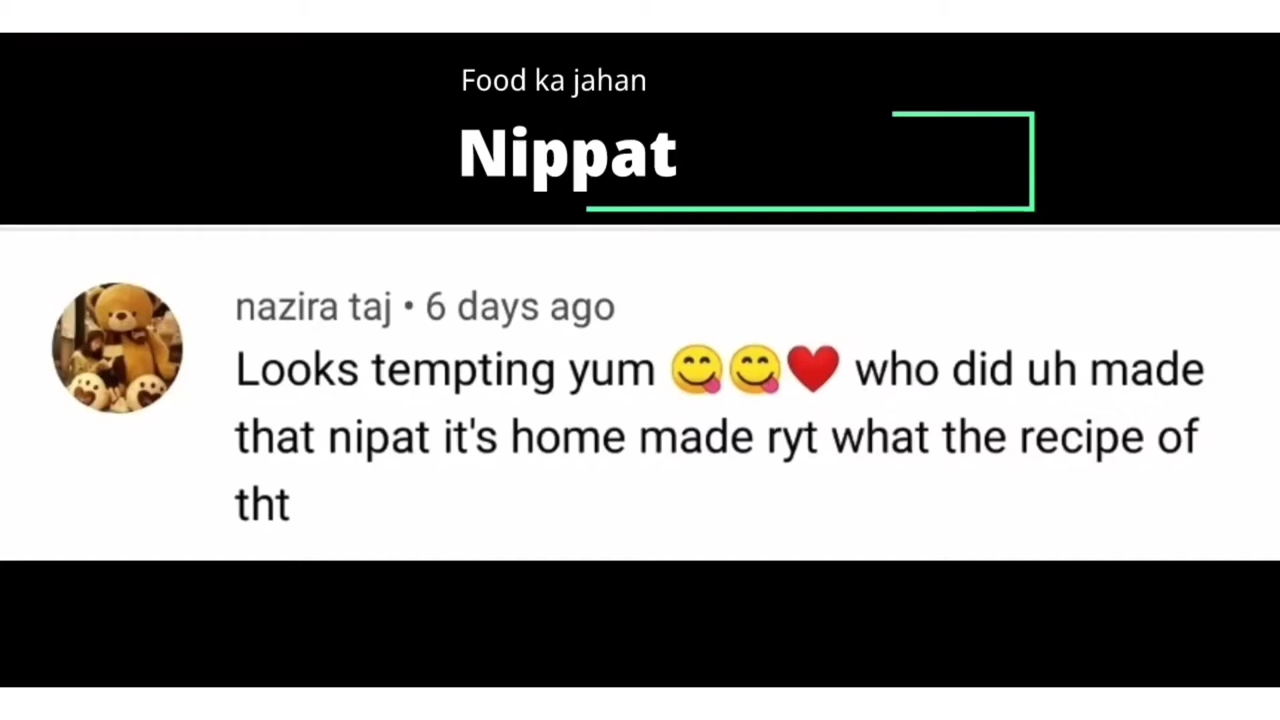 Food ka jahan
Nippat
nazira taj • 6 days ago
Looks tempting yum 😋😋❤️ who did uh made
that nipat it's home made ryt what the recipe of
tht